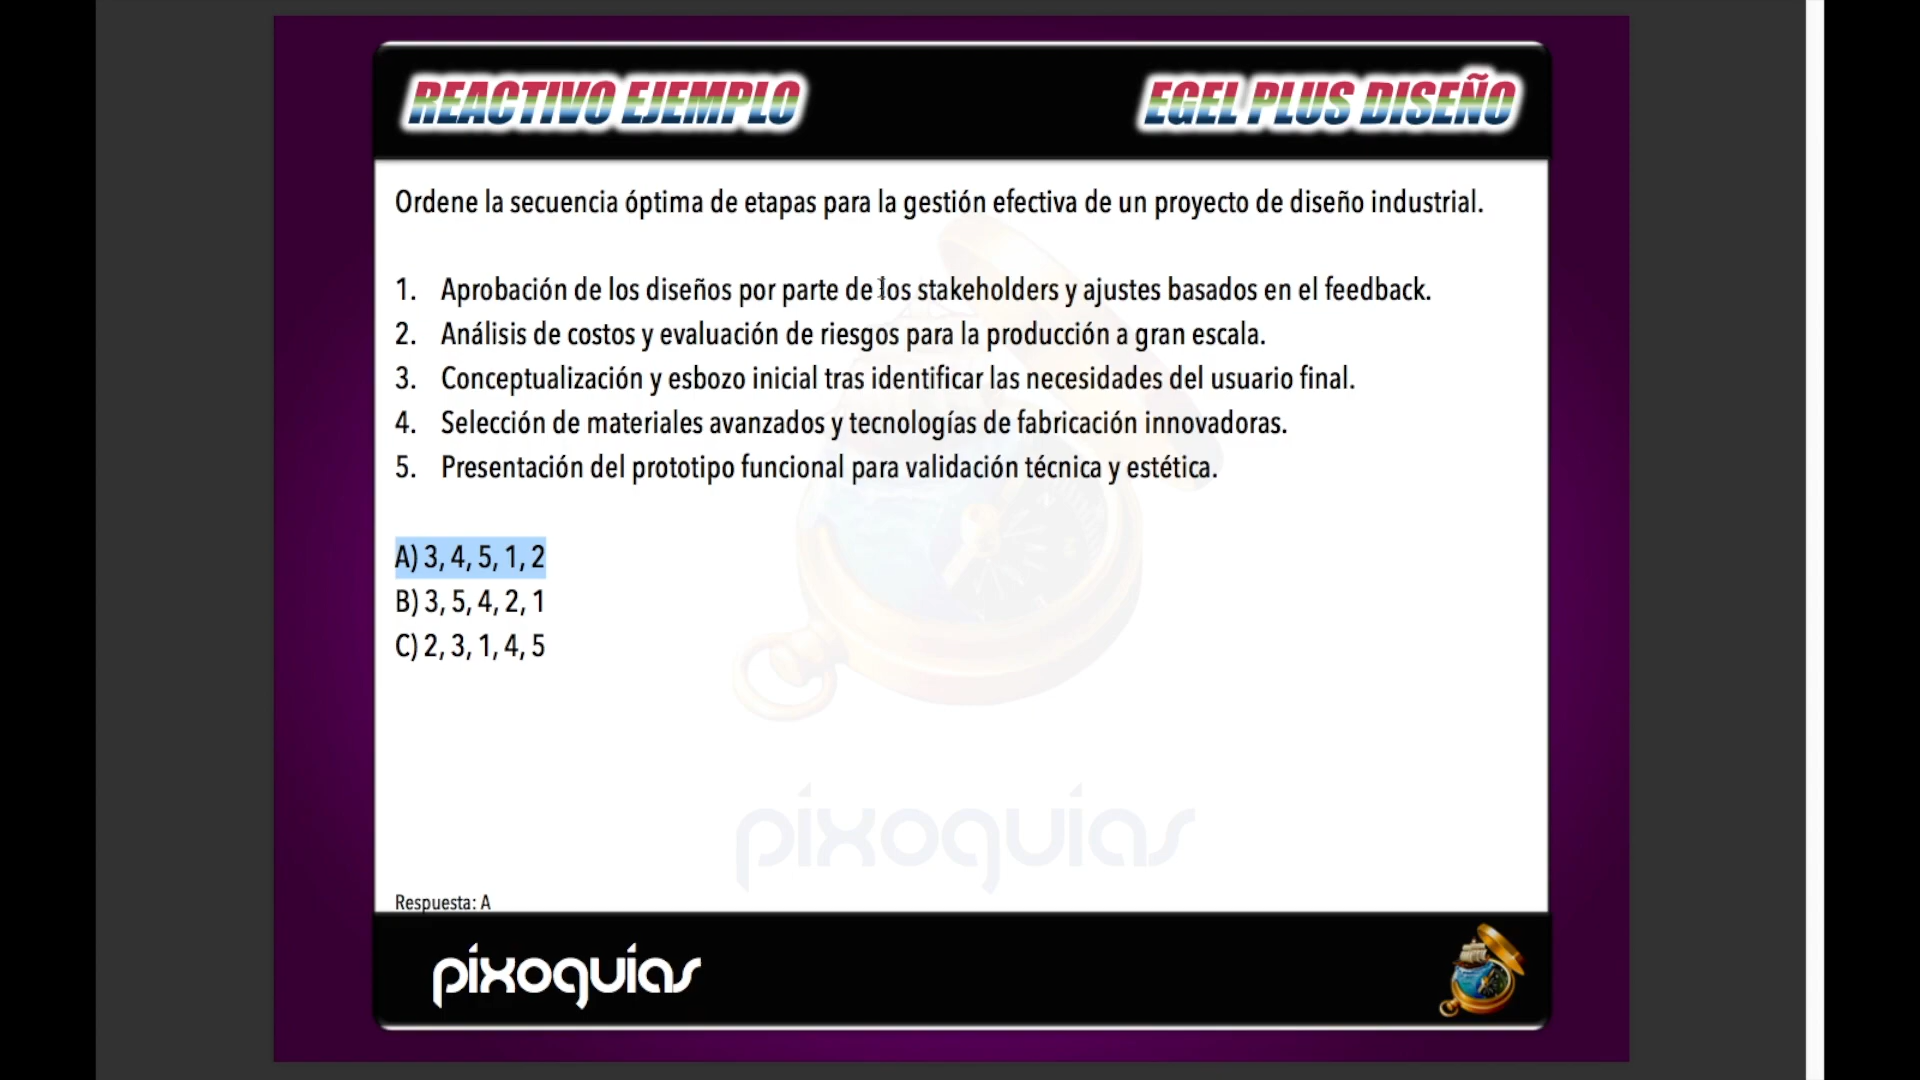 REACTIVO EJEMPLO
EGEL PLUS DISEÑO
Ordene la secuencia óptima de etapas para la gestión efectiva de un proyecto de diseño industrial.
1. Aprobación de los diseños por parte de los stakeholders y ajustes basados en el feedback.
2. Análisis de costos y evaluación de riesgos para la producción a gran escala.
3. Conceptualización y esbozo inicial tras identificar las necesidades del usuario final.
4. Selección de materiales avanzados y tecnologías de fabricación innovadoras.
5. Presentación del prototipo funcional para validación técnica y estética.
A) 3, 4, 5, 1, 2
B) 3, 5, 4, 2, 1
C) 2, 3, 1, 4, 5
pixoguías
Respuesta: A
pixoguías